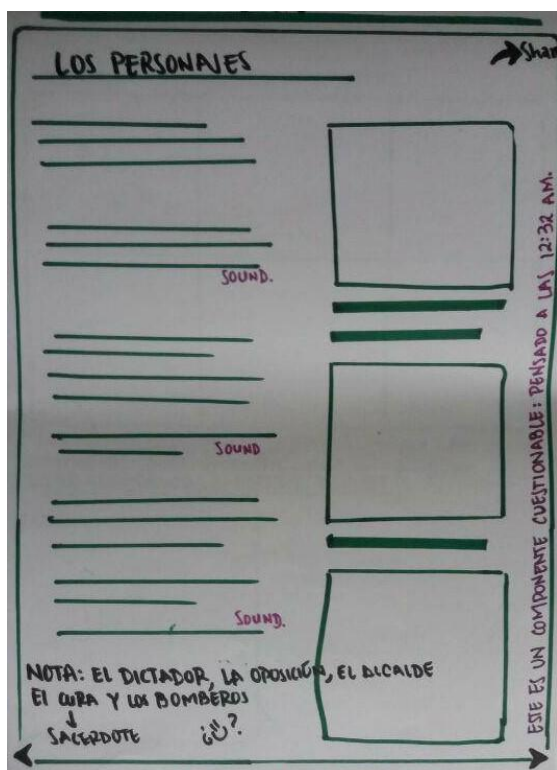 LOS PERSONAJES
Shar
SOUND.
SOUND
SOUND.
NOTA: EL DICTADOR, LA OPOSICIÓN, EL ALCALDE
El CURA Y LOS BOMBEROS
SACERDOTE ¿ ?
ESTE ES UN COMPONENTE CUESTIONABLE: PENSADO A LAS 12:32 AM.